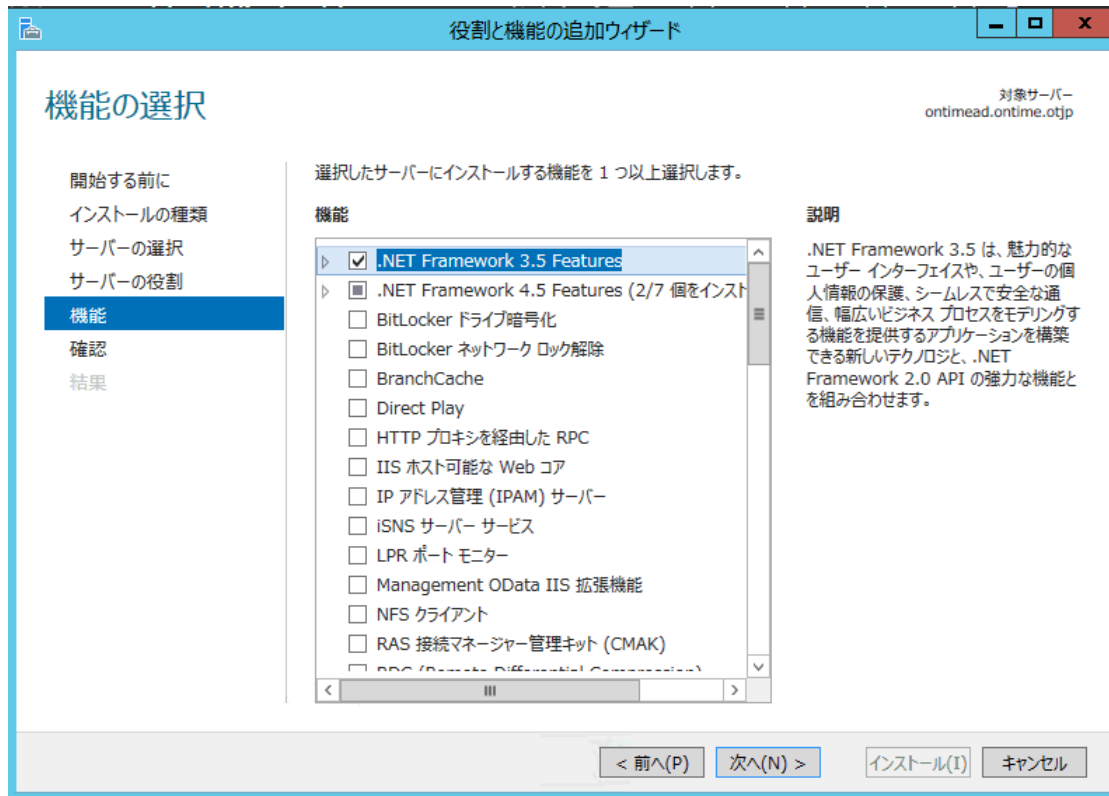 役割と機能の追加ウィザード
機能の選択
対象サーバー
ontimead.ontime.otjp
開始する前に
インストールの種類
サーバーの選択
サーバーの役割
機能
確認
結果
選択したサーバーにインストールする機能を 1 つ以上選択します。
機能
.NET Framework 3.5 Features
.NET Framework 4.5 Features (2/7 個をインスト
BitLocker ドライブ暗号化
BitLocker ネットワーク ロック解除
BranchCache
Direct Play
HTTP プロキシを経由した RPC
IIS ホスト可能な Web コア
IP アドレス管理 (IPAM) サーバー
iSNS サーバー サービス
LPR ポート モニター
Management OData IIS 拡張機能
NFS クライアント
RAS 接続マネージャー管理キット (CMAK)
RDC (Remote Differential Compression)
説明
.NET Framework 3.5 は、魅力的な
ユーザー インターフェイスや、ユーザーの個
人情報の保護、シームレスで安全な通
信、幅広いビジネス プロセスをモデリングす
る機能を提供するアプリケーションを構築
できる新しいテクノロジと、.NET
Framework 2.0 API の強力な機能と
を組み合わせます。
< 前へ(P)
次へ(N) >
インストール(I)
キャンセル